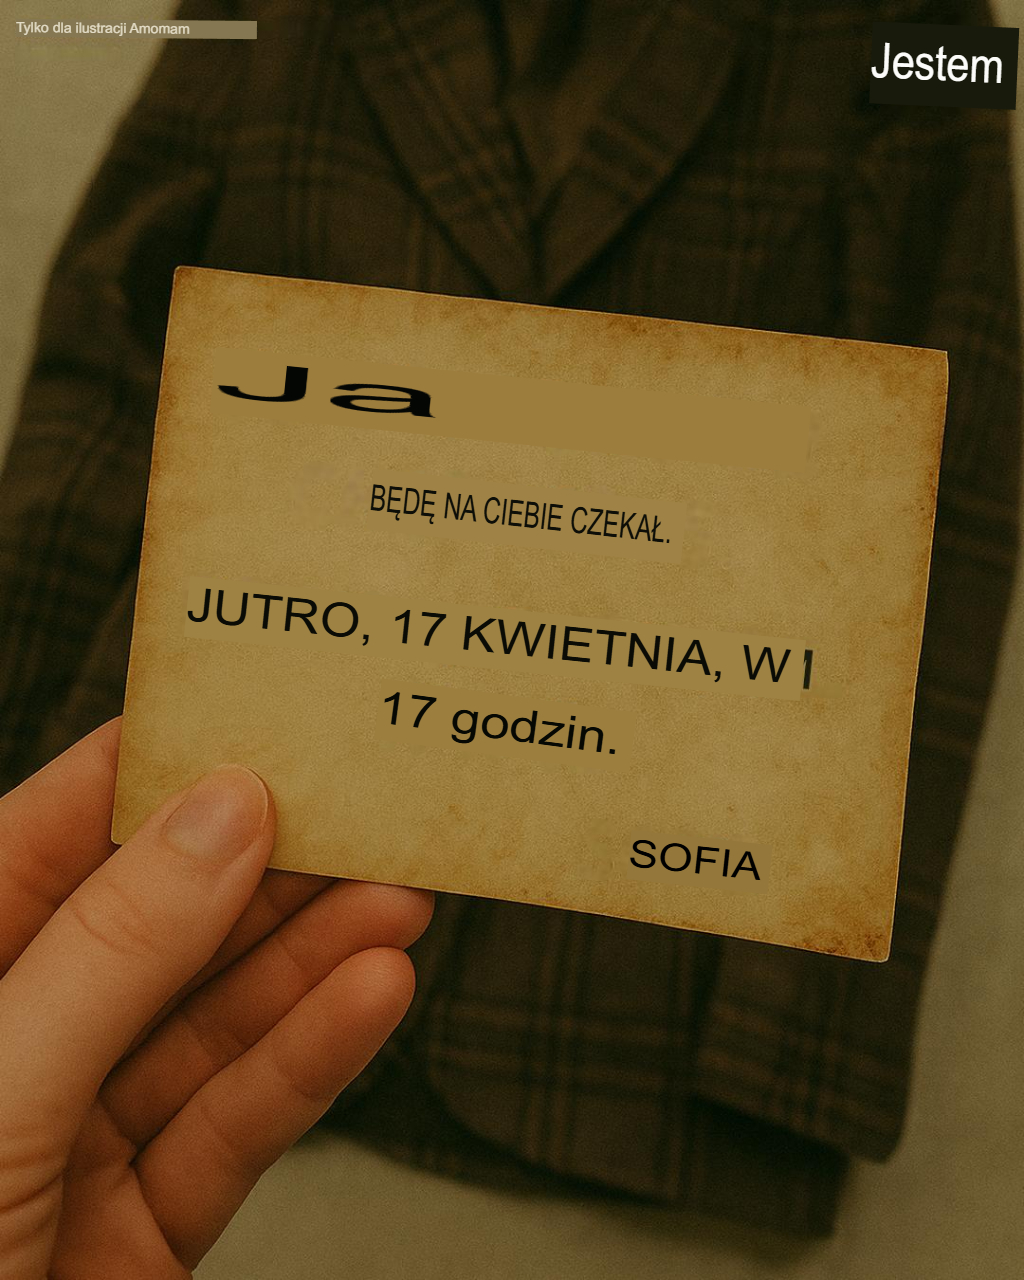 Tylko dla ilustracji Amomam
Jestem
Ja
BĘDĘ NA CIEBIE CZEKAŁ.
JUTRO, 17 KWIETNIA, W
17 godzin.
SOFIA